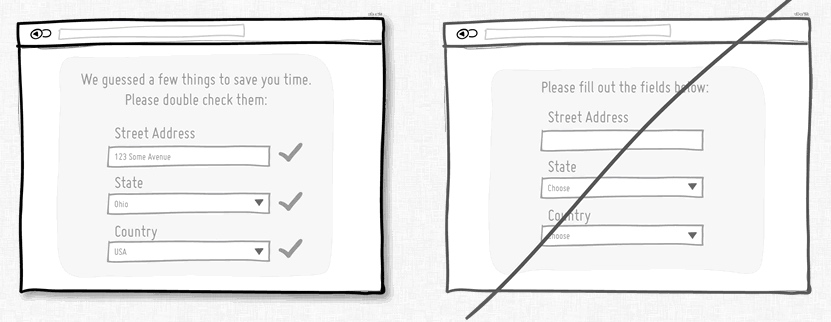 We guessed a few things to save you time.
Please double check them:
Street Address
123 Some Avenue
State
Ohio
Country
USA
Please fill out the fields below:
Street Address
State
Choose
Country
Choose